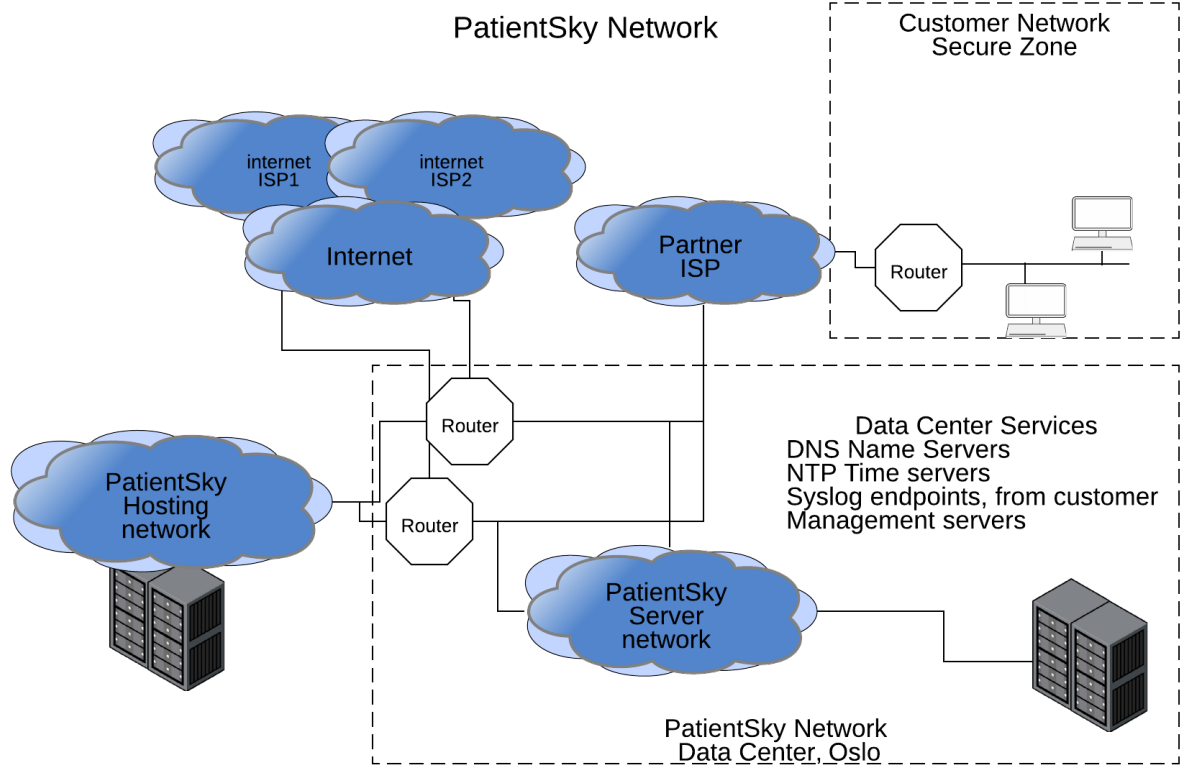 PatientSky Network
Customer Network
Secure Zone
internet
ISP1
internet
ISP2
Internet
Partner
ISP
Router
Router
Data Center Services
DNS Name Servers
NTP Time servers
Syslog endpoints, from customer
Management servers
PatientSky
Hosting
network
Router
PatientSky
Server
network
PatientSky Network
Data Center, Oslo